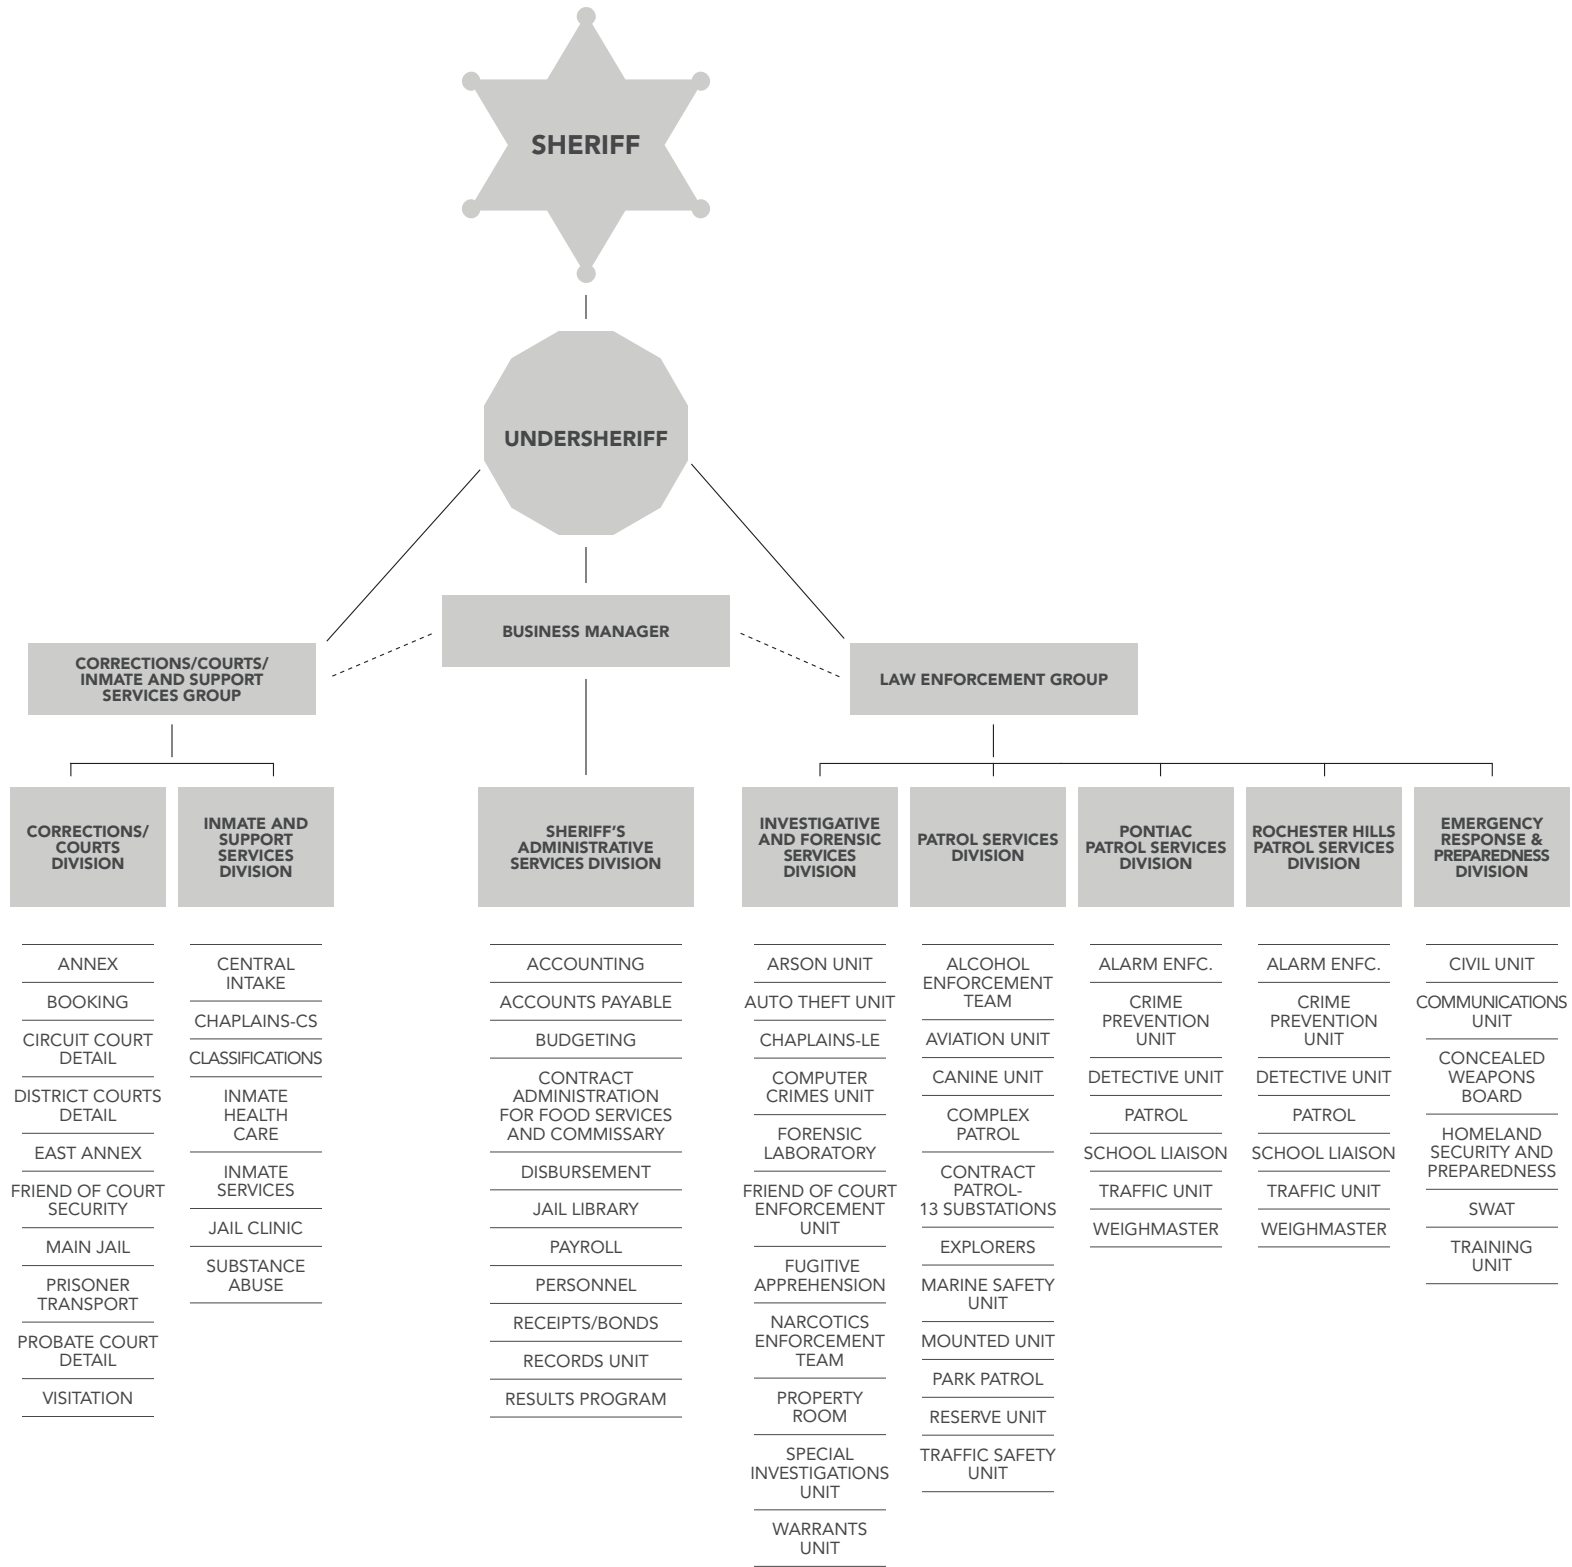 SHERIFF
UNDERSHERIFF
BUSINESS MANAGER
CORRECTIONS/COURTS/
INMATE AND SUPPORT
SERVICES GROUP
LAW ENFORCEMENT GROUP
CORRECTIONS/
COURTS
DIVISION
INMATE AND
SUPPORT
SERVICES
DIVISION
SHERIFF'S
ADMINISTRATIVE
SERVICES DIVISION
INVESTIGATIVE
AND FORENSIC
SERVICES
DIVISION
PATROL SERVICES
DIVISION
PONTIAC
PATROL SERVICES
DIVISION
ROCHESTER HILLS
PATROL SERVICES
DIVISION
EMERGENCY
RESPONSE &
PREPAREDNESS
DIVISION
ANNEX
BOOKING
CIRCUIT COURT
DETAIL
DISTRICT COURTS
DETAIL
EAST ANNEX
FRIEND OF COURT
SECURITY
MAIN JAIL
PRISONER
TRANSPORT
PROBATE COURT
DETAIL
VISITATION
CENTRAL
INTAKE
CHAPLAINS-CS
CLASSIFICATIONS
INMATE
HEALTH
CARE
INMATE
SERVICES
JAIL CLINIC
SUBSTANCE
ABUSE
ACCOUNTING
ACCOUNTS PAYABLE
BUDGETING
CONTRACT
ADMINISTRATION
FOR FOOD SERVICES
AND COMMISSARY
DISBURSEMENT
JAIL LIBRARY
PAYROLL
PERSONNEL
RECEIPTS/BONDS
RECORDS UNIT
RESULTS PROGRAM
ARSON UNIT
AUTO THEFT UNIT
CHAPLAINS-LE
COMPUTER
CRIMES UNIT
FORENSIC
LABORATORY
FRIEND OF COURT
ENFORCEMENT
UNIT
FUGITIVE
APPREHENSION
NARCOTICS
ENFORCEMENT
TEAM
PROPERTY
ROOM
SPECIAL
INVESTIGATIONS
UNIT
WARRANTS
UNIT
ALCOHOL
ENFORCEMENT
TEAM
AVIATION UNIT
CANINE UNIT
COMPLEX
PATROL
CONTRACT
PATROL-
13 SUBSTATIONS
EXPLORERS
MARINE SAFETY
UNIT
MOUNTED UNIT
PARK PATROL
RESERVE UNIT
TRAFFIC SAFETY
UNIT
ALARM ENFC.
CRIME
PREVENTION
UNIT
DETECTIVE UNIT
PATROL
SCHOOL LIAISON
TRAFFIC UNIT
WEIGHMASTER
ALARM ENFC.
CRIME
PREVENTION
UNIT
DETECTIVE UNIT
PATROL
SCHOOL LIAISON
TRAFFIC UNIT
WEIGHMASTER
CIVIL UNIT
COMMUNICATIONS
UNIT
CONCEALED
WEAPONS
BOARD
HOMELAND
SECURITY AND
PREPAREDNESS
SWAT
TRAINING
UNIT